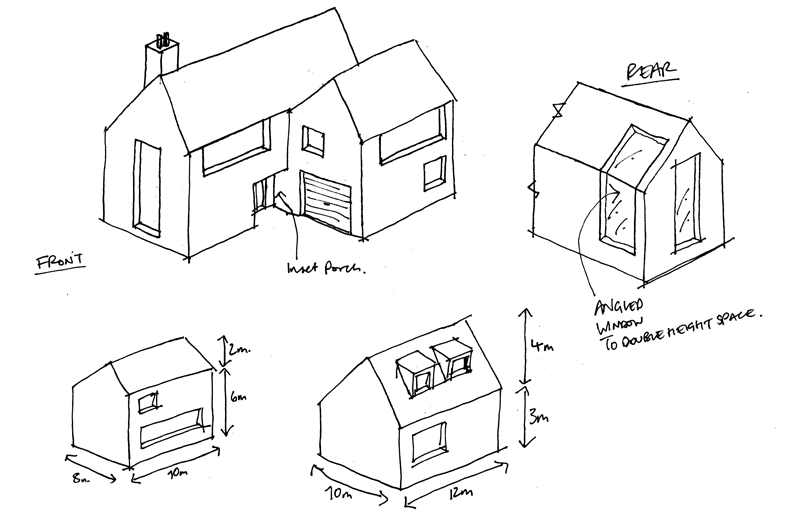 REAR
FRONT
Inset Porch.
ANGLED
WINDOW
TO DOUBLE HEIGHT SPACE.
2m.
6m
8m
10m
4m
3m
10m
12m